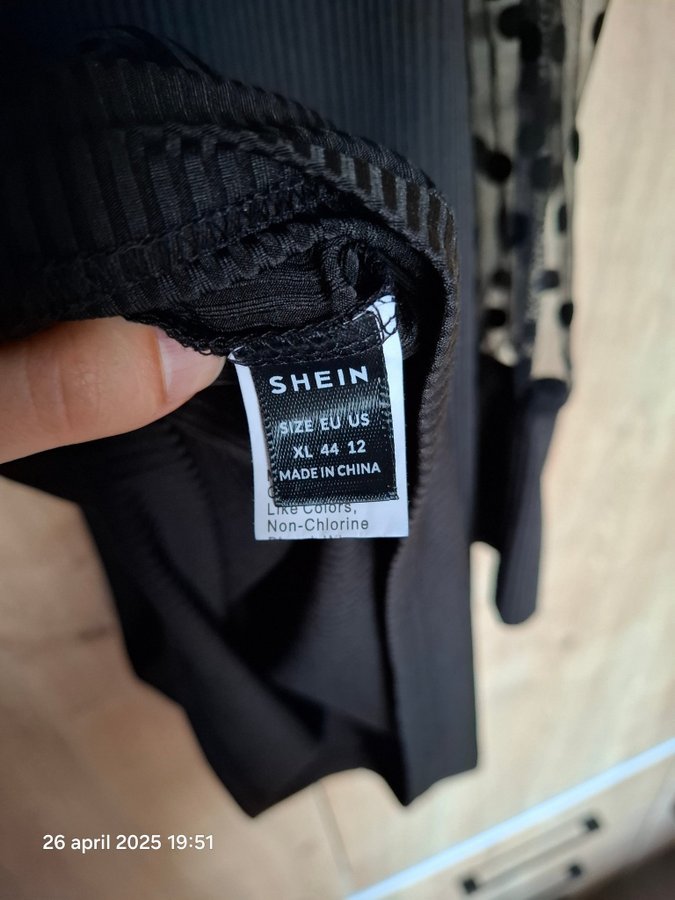 SHEIN
SIZE EU US
XL 44 12
MADE IN CHINA
Like Colors,
Non-Chlorine
26 april 2025 19:51